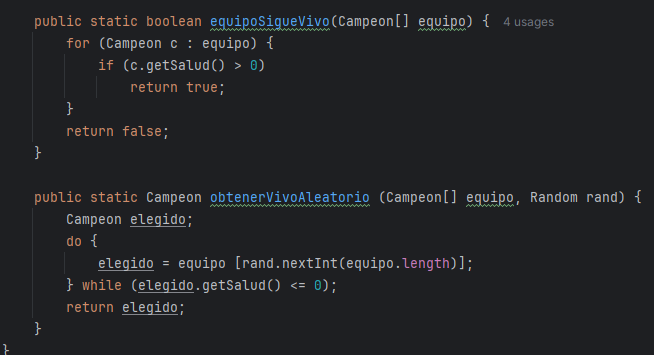 public static boolean equipoSigueVivo(Campeon[] equipo) { 4 usages
for (Campeon c : equipo) {
if (c.getSalud() > 0)
return true;
}
return false;
}
public static Campeon obtenerVivoAleatorio (Campeon[] equipo, Random rand) {
Campeon elegido;
do {
elegido = equipo [rand.nextInt(equipo.length)];
} while (elegido.getSalud() <= 0);
return elegido;
}
}